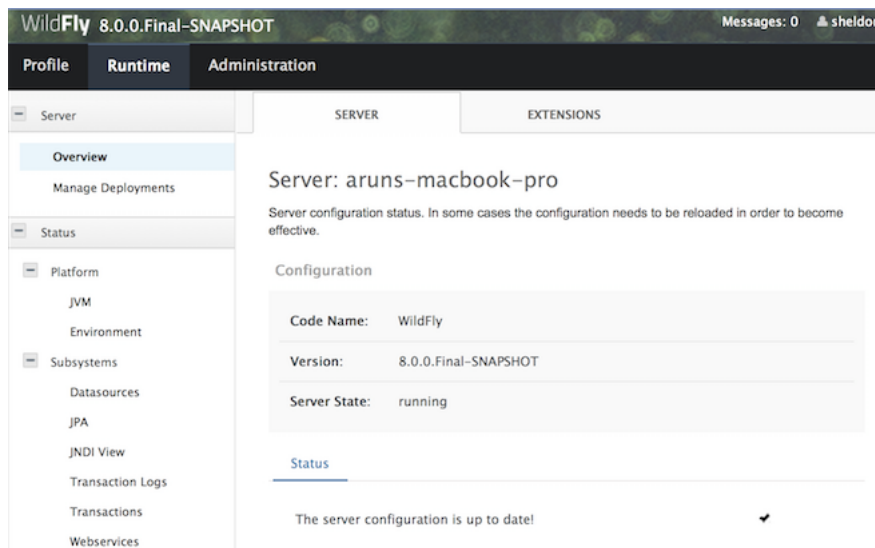 WildFly 8.0.0.Final-SNAPSHOT
Messages: 0
Profile Runtime Administration
Server
Overview
Manage Deployments
Status
Platform
JVM
Environment
Subsystems
Datasources
JPA
JNDI View
Transaction Logs
Transactions
Webservices
SERVER EXTENSIONS
Server: aruns-macbook-pro
Server configuration status. In some cases the configuration needs to be reloaded in order to become
effective.
Configuration
Code Name: WildFly
Version: 8.0.0.Final-SNAPSHOT
Server State: running
Status
The server configuration is up to date!